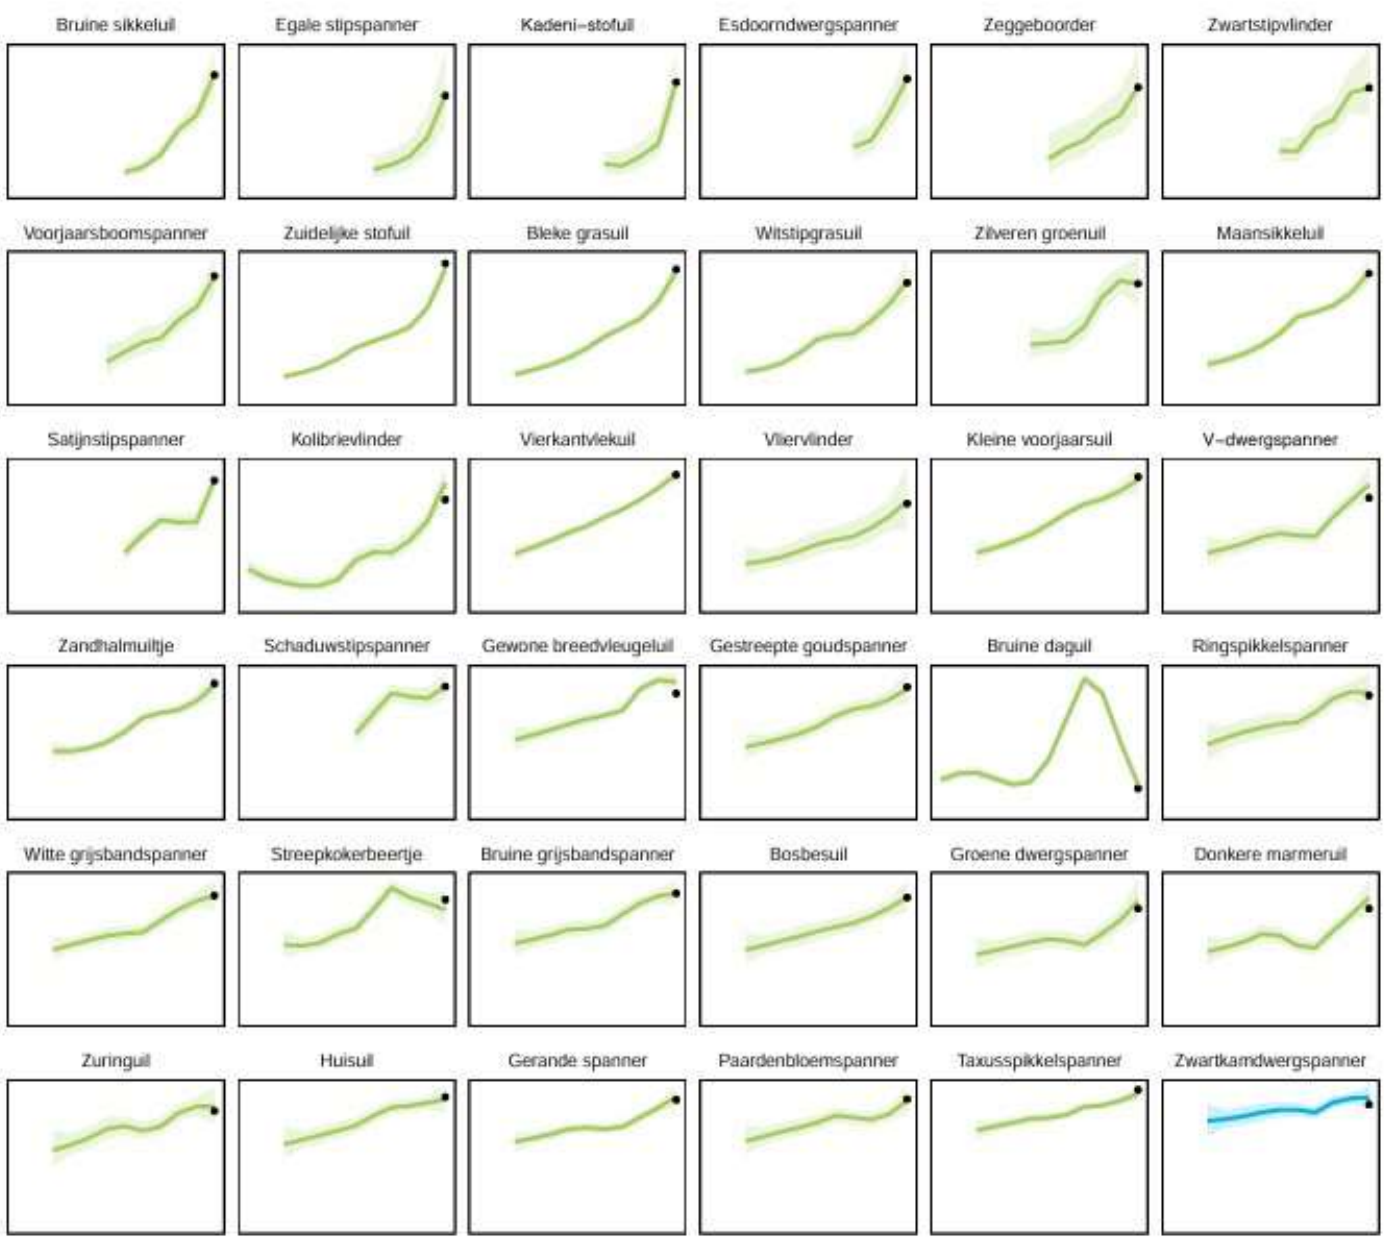 Bruine sikkeluil Egale stipspanner Kadeni-stofuil Esdoorndwergspanner Zeggeboorder Zwartstipvlinder
Voorjaarsboomspanner Zuidelijke stofuil Bleke grasuil Witstipgrasuil Zilveren groenuil Maansikkeluil
Satijnstipspanner Kolibrievlinder Vierkantvlekuil Vliervlinder Kleine voorjaarsuil V-dwergspanner
Zandhalmuiltje Schaduwstipspanner Gewone breedvleugeluil Gestreepte goudspanner Bruine daguil Ringspikkelspanner
Witte grijsbandspanner Streepkokerbeertje Bruine grijsbandspanner Bosbesuil Groene dwergspanner Donkere marmeruil
Zuringuil Huisuil Gerande spanner Paardenbloemspanner Taxusspikkelspanner Zwartkamdwergspanner